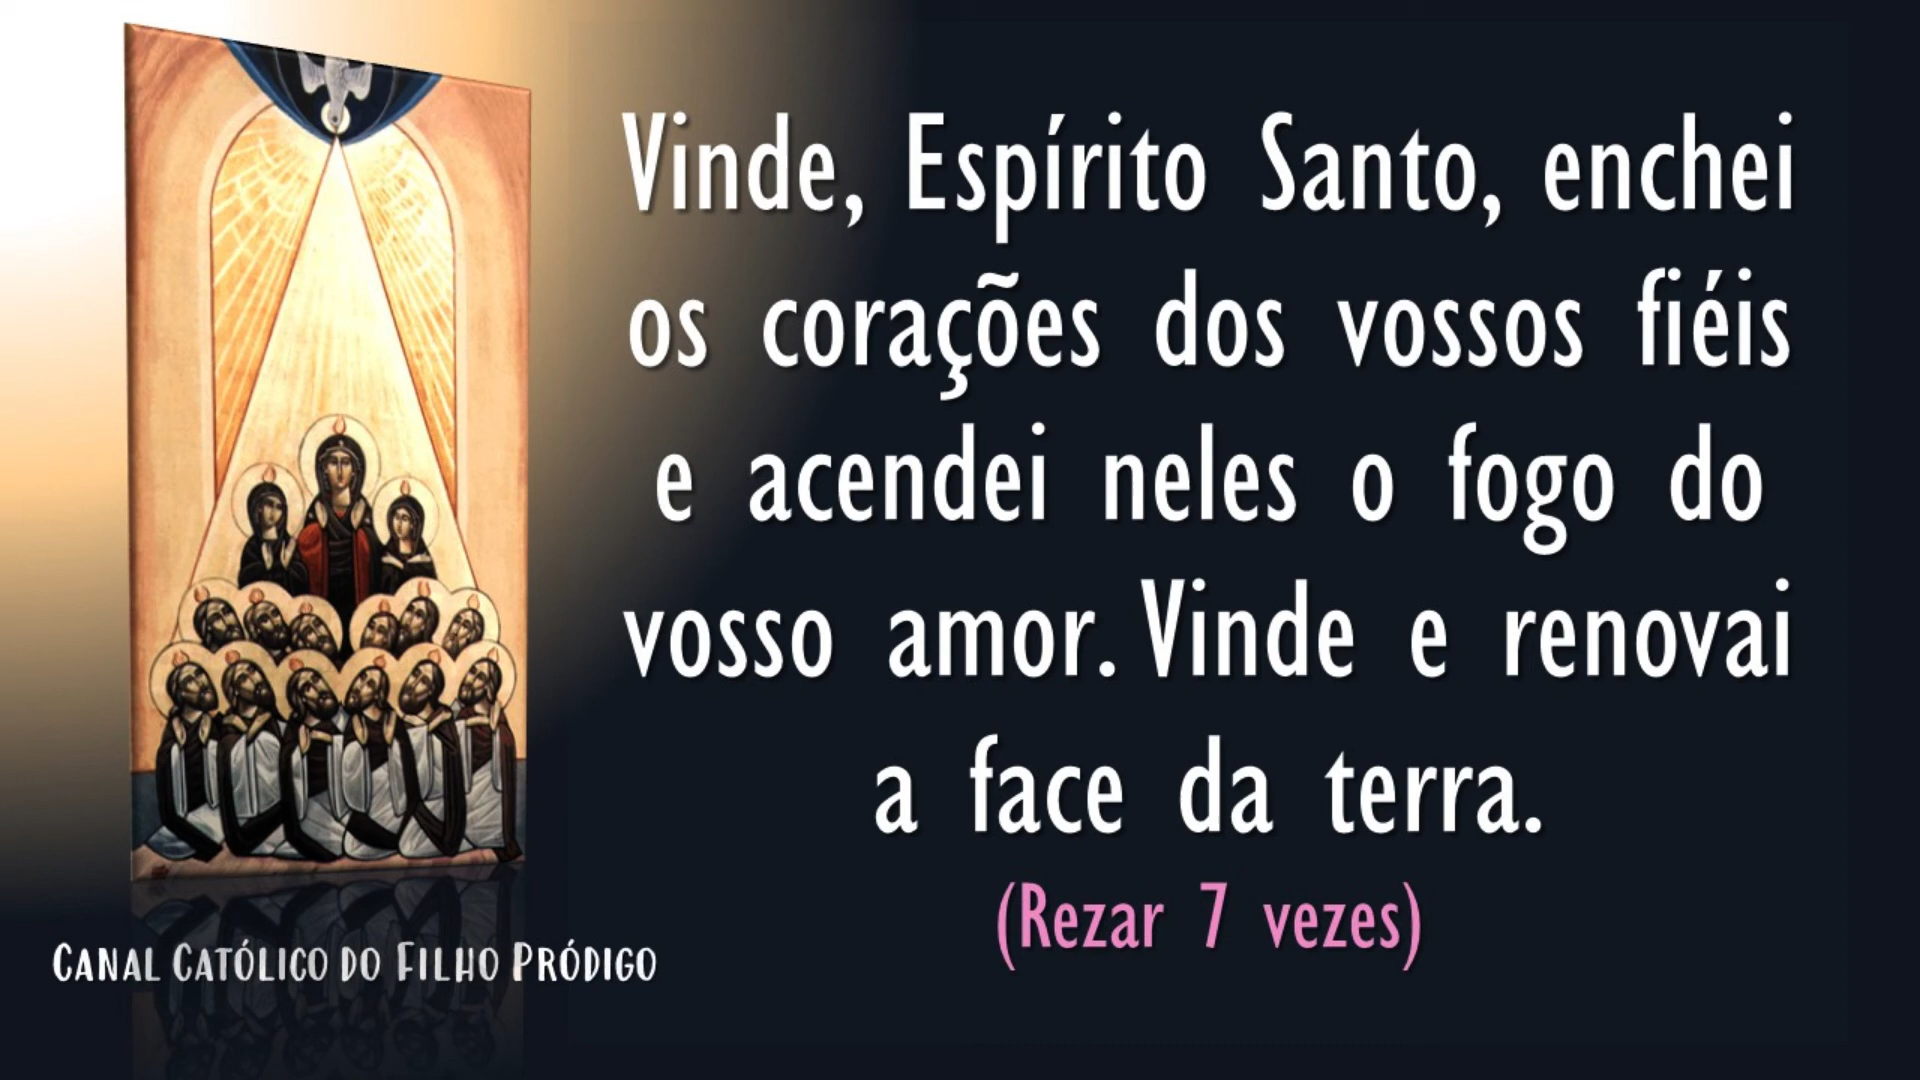 Vinde, Espírito Santo, enchei
os corações dos vossos fiéis
e acendei neles o fogo do
vosso amor. Vinde e renovai
a face da terra.
(Rezar 7 vezes)
CANAL CATÓLICO DO FILHO PRÓDIGO